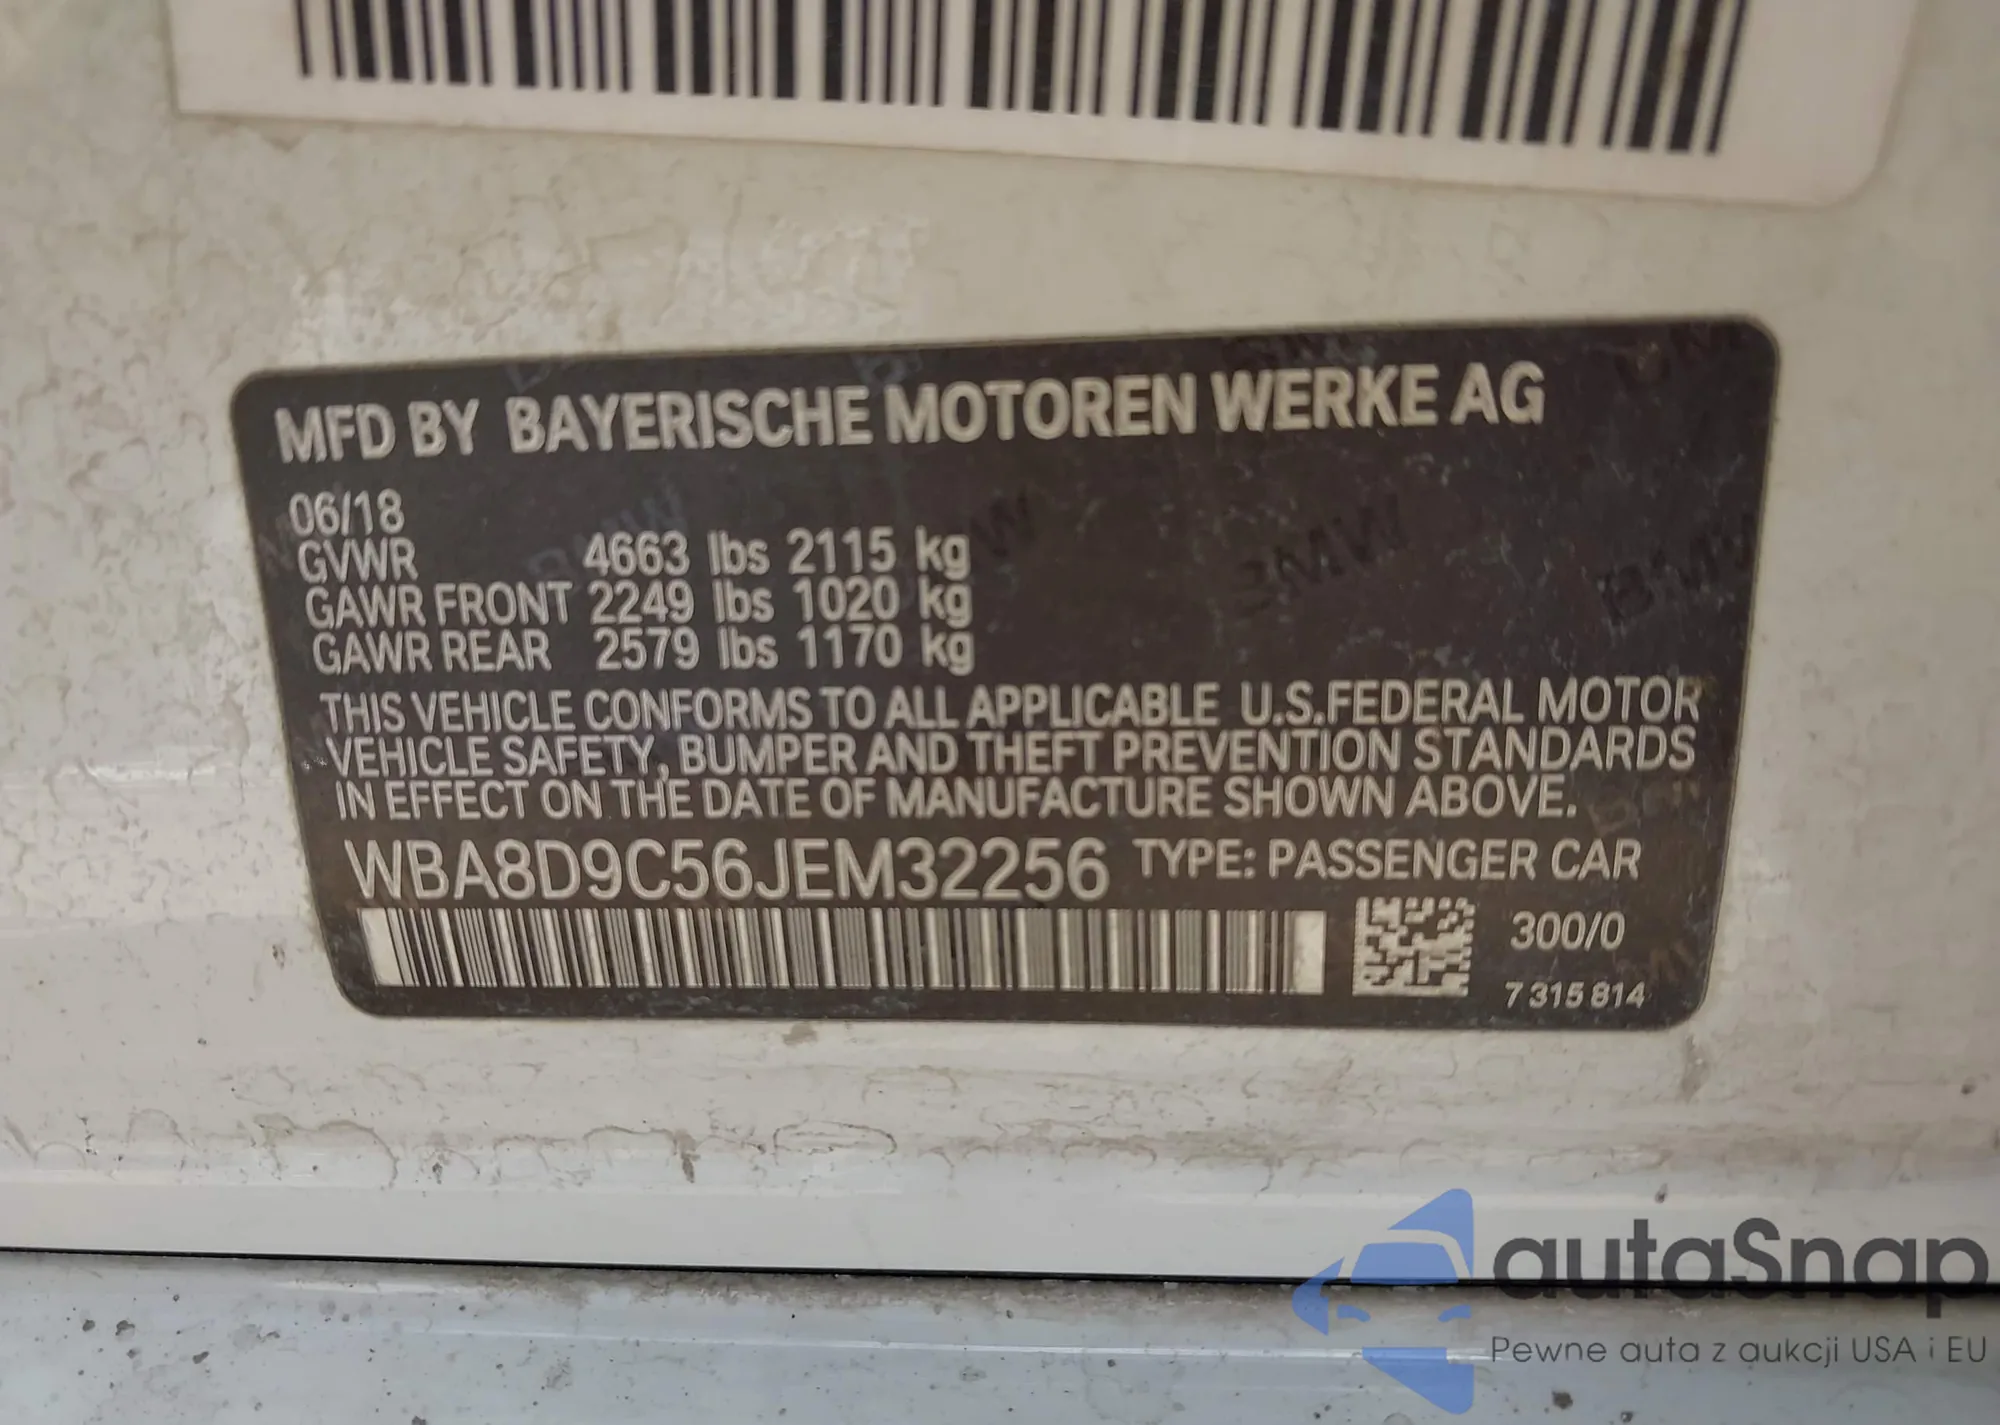 MFD BY BAYERISCHE MOTOREN WERKE AG
06/18
GVWR 4663 lbs 2115 kg
GAWR FRONT 2249 lbs 1020 kg
GAWR REAR 2579 lbs 1170 kg
THIS VEHICLE CONFORMS TO ALL APPLICABLE U.S.FEDERAL MOTOR
VEHICLE SAFETY, BUMPER AND THEFT PREVENTION STANDARDS
IN EFFECT ON THE DATE OF MANUFACTURE SHOWN ABOVE.
WBA8D9C56JEM32256 TYPE: PASSENGER CAR
300/0
7 315 814
autaSnap
Pewne auta z aukcji USA i EU